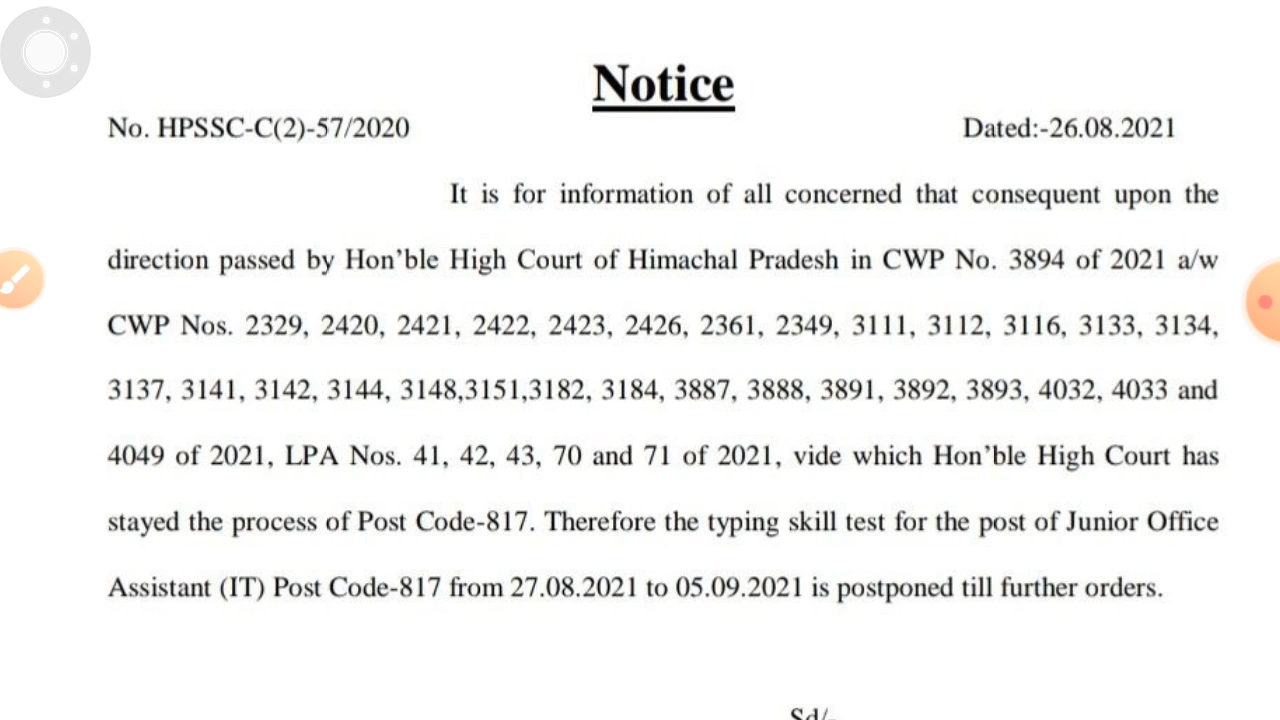 Notice
No. HPSSC-C(2)-57/2020 Dated:-26.08.2021
It is for information of all concerned that consequent upon the
direction passed by Hon’ble High Court of Himachal Pradesh in CWP No. 3894 of 2021 a/w
CWP Nos. 2329, 2420, 2421, 2422, 2423, 2426, 2361, 2349, 3111, 3112, 3116, 3133, 3134,
3137, 3141, 3142, 3144, 3148,3151,3182, 3184, 3887, 3888, 3891, 3892, 3893, 4032, 4033 and
4049 of 2021, LPA Nos. 41, 42, 43, 70 and 71 of 2021, vide which Hon’ble High Court has
stayed the process of Post Code-817. Therefore the typing skill test for the post of Junior Office
Assistant (IT) Post Code-817 from 27.08.2021 to 05.09.2021 is postponed till further orders.
Sd/-